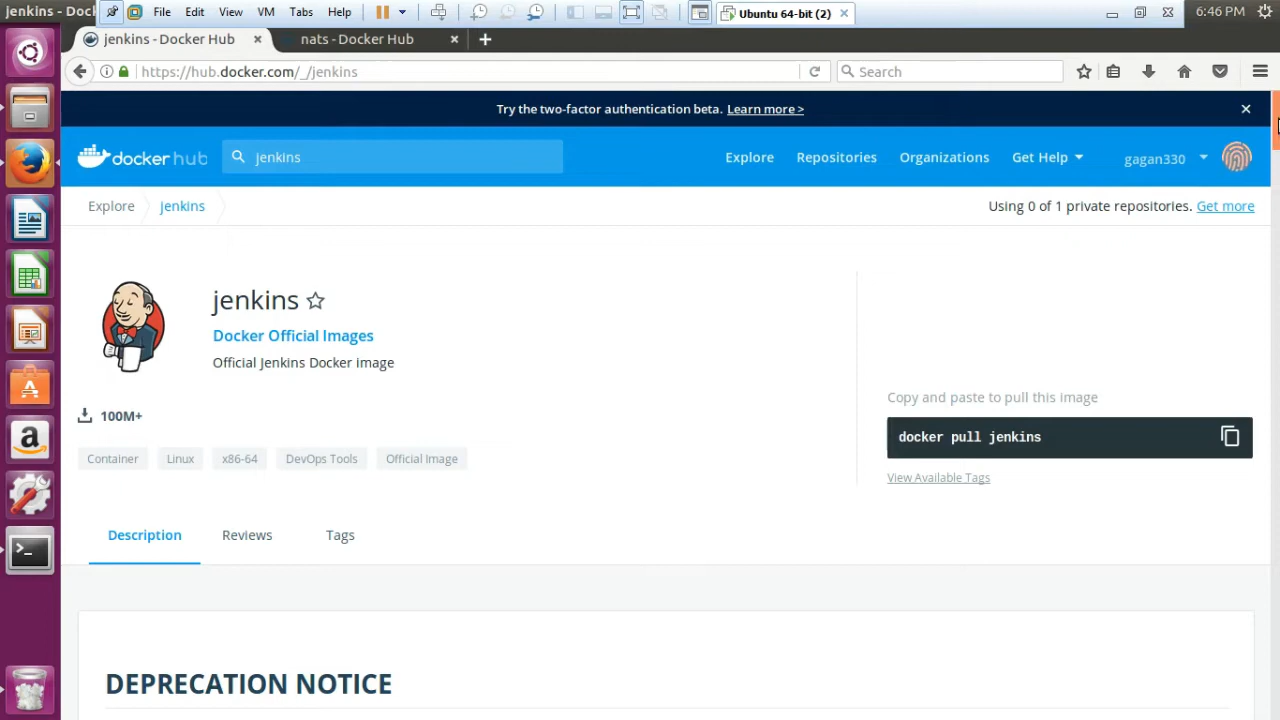 jenkins - Doc
File Edit View VM Tabs Help
Ubuntu 64-bit (2)
6:46 PM
jenkins - Docker Hub
nats - Docker Hub
https://hub.docker.com/_/jenkins
Search
Try the two-factor authentication beta. Learn more >
docker hub
jenkins
Explore Repositories Organizations Get Help gagan330
Explore jenkins
Using 0 of 1 private repositories. Get more
jenkins
Docker Official Images
Official Jenkins Docker image
100M+
Container Linux x86-64 DevOps Tools Official Image
Copy and paste to pull this image
docker pull jenkins
View Available Tags
Description Reviews Tags
DEPRECATION NOTICE